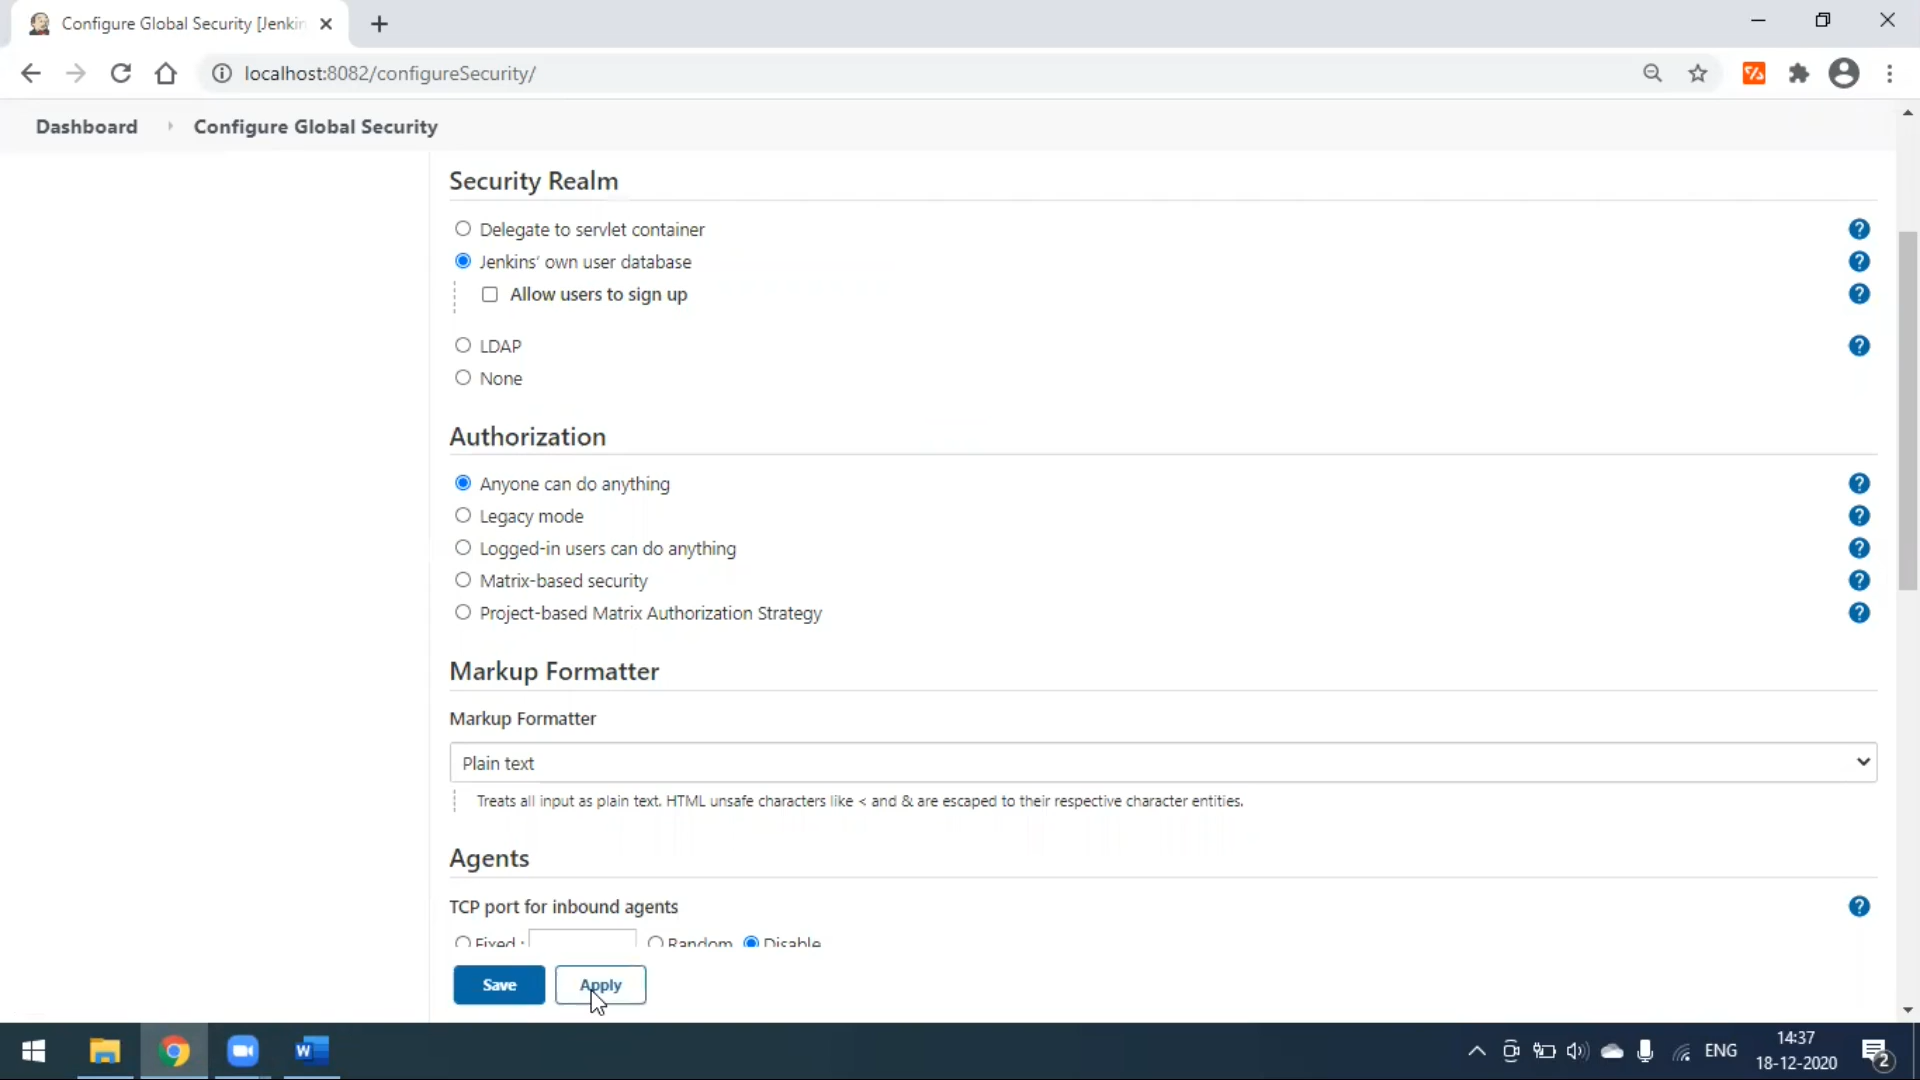 Configure Global Security [Jenkin
localhost:8082/configureSecurity/
Dashboard Configure Global Security
Security Realm
Delegate to servlet container
Jenkins' own user database
Allow users to sign up
LDAP
None
Authorization
Anyone can do anything
Legacy mode
Logged-in users can do anything
Matrix-based security
Project-based Matrix Authorization Strategy
Markup Formatter
Markup Formatter
Plain text
Treats all input as plain text. HTML unsafe characters like < and & are escaped to their respective character entities.
Agents
TCP port for inbound agents
Fixed : Random Disable
Save Apply
ENG
14:37
18-12-2020
2